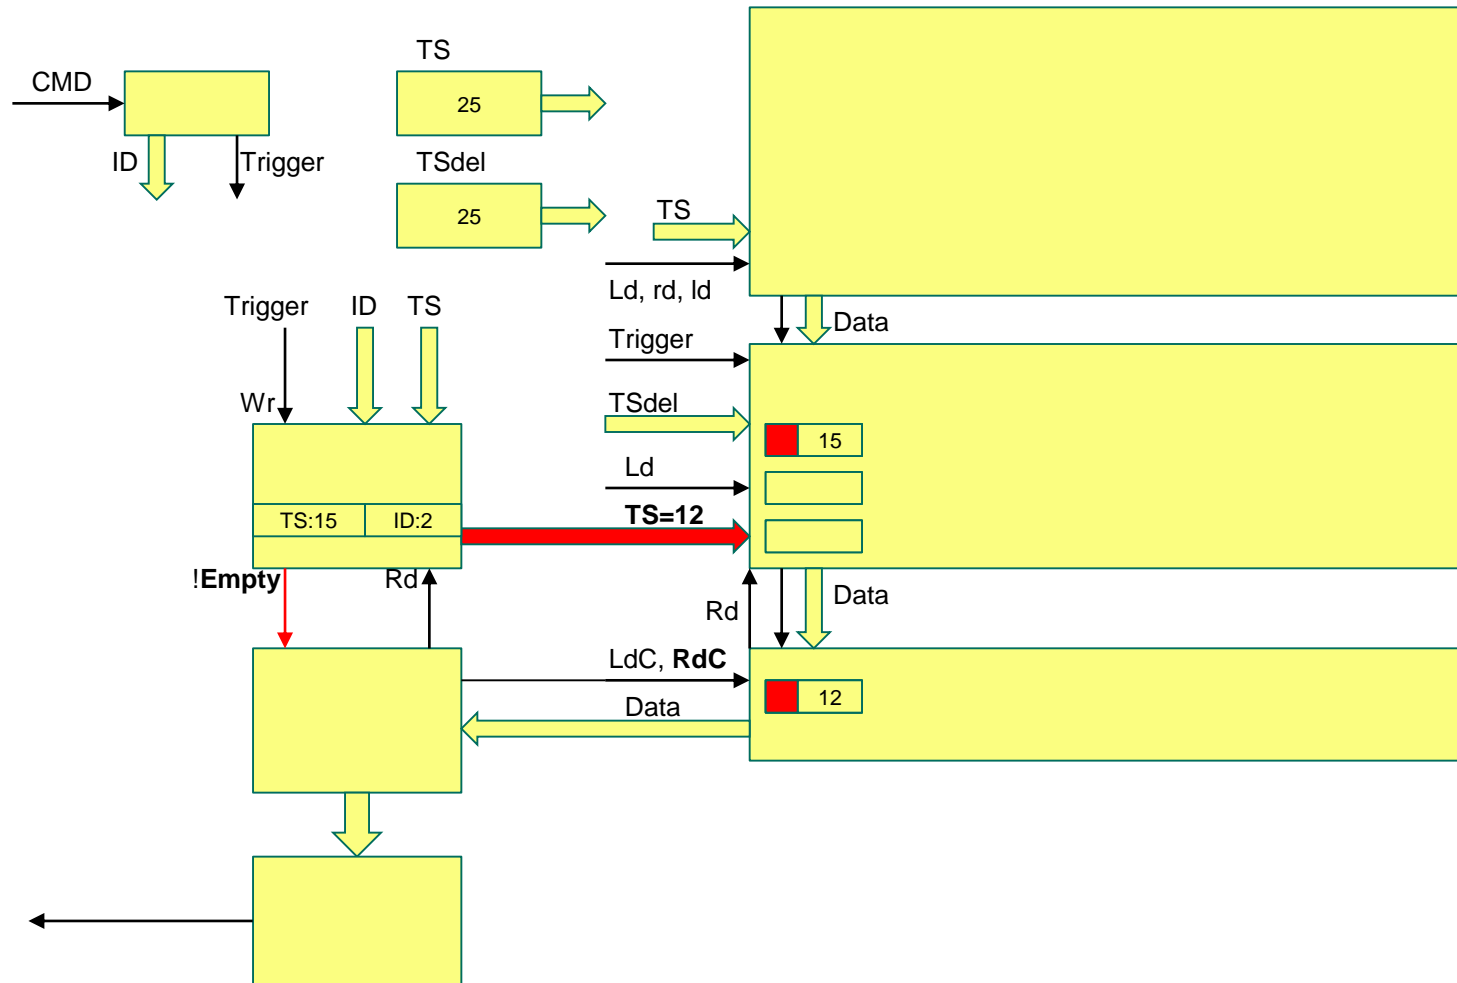 TS
CMD
25
ID
Trigger
TSdel
25
TS
Ld, rd, ld
Trigger
ID
TS
Data
Trigger
Wr
TSdel
15
Ld
TS:15
ID:2
TS=12
!Empty
Rd
Rd
Data
LdC, RdC
12
Data